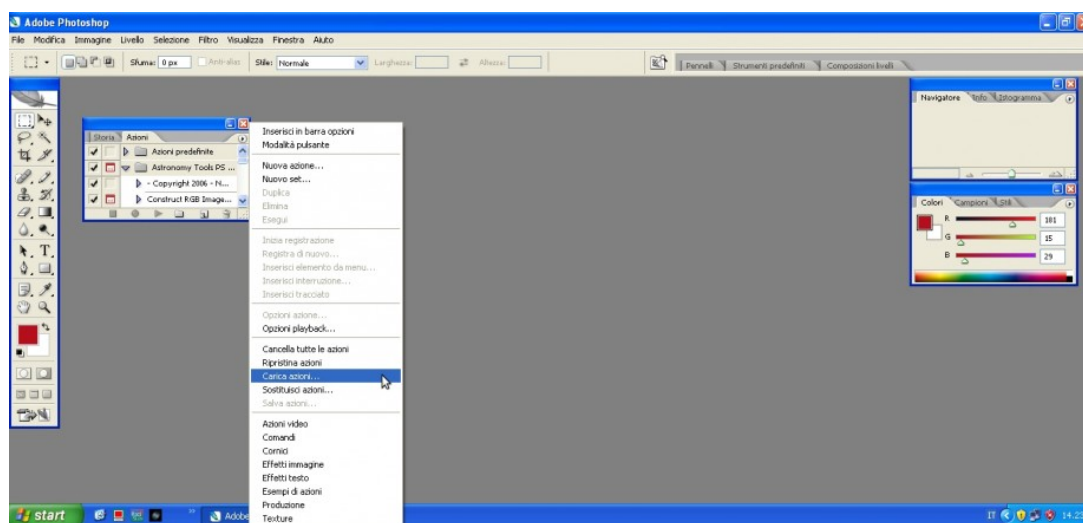 Adobe Photoshop
File Modifica Immagine Livello Selezione Filtro Visualizza Finestra Aiuto
Sfuma: 0 px Anti-alias Stile: Normale Larghezza: Altezza: Pennelli Strumenti predefiniti Composizioni livelli
Navigatore Info Istogramma
Storia Azioni
Azioni predefinite
Astronomy Tools PS ...
- Copyright 2006 - N...
Construct RGB Image...
Inserisci in barra opzioni
Modalità pulsante
Nuova azione...
Nuovo set...
Duplica
Elimina
Esegui
Inizia registrazione
Registra di nuovo...
Inserisci elemento da menu...
Inserisci interruzione...
Inserisci tracciato
Opzioni azione...
Opzioni playback...
Cancella tutte le azioni
Ripristina azioni
Carica azioni...
Sostituisci azioni...
Salva azioni...
Azioni video
Comandi
Cornici
Effetti immagine
Effetti testo
Esempi di azioni
Produzione
Texture
Colori Campioni Stili
R 181
G 15
B 29
start Adobe IT 14.23